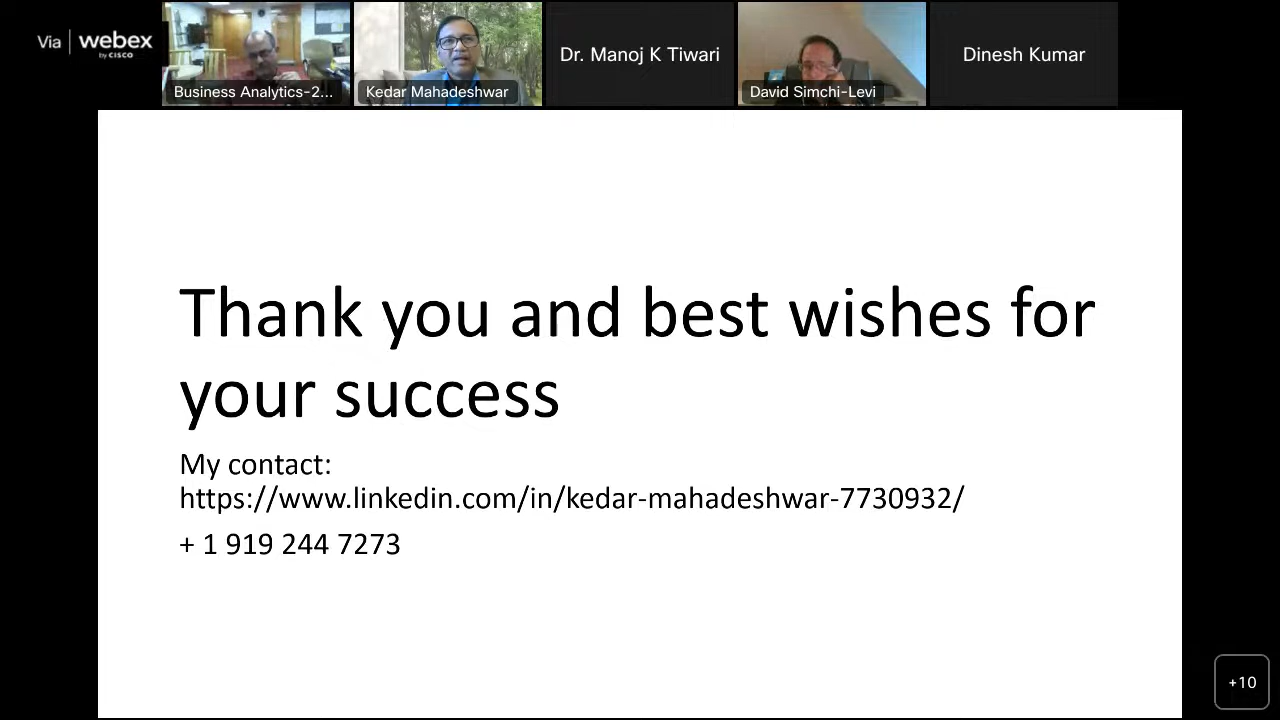 Via webex
by CISCO
Business Analytics-2...
Kedar Mahadeshwar
Dr. Manoj K Tiwari
David Simchi-Levi
Dinesh Kumar
Thank you and best wishes for
your success
My contact:
https://www.linkedin.com/in/kedar-mahadeshwar-7730932/
+ 1 919 244 7273
+10